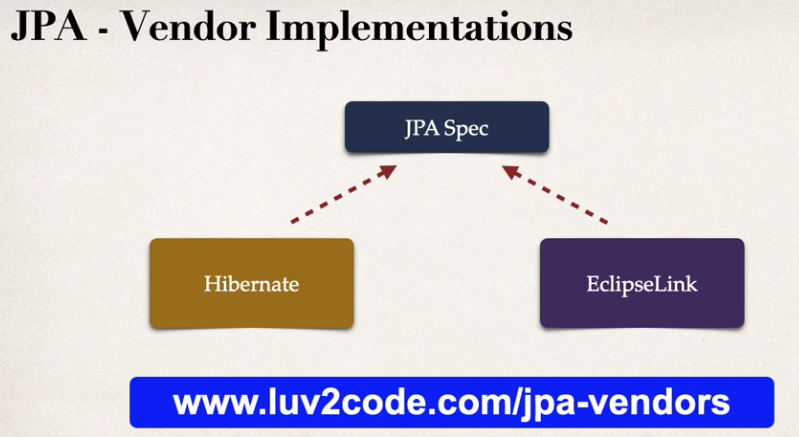 JPA - Vendor Implementations
JPA Spec
Hibernate
EclipseLink
www.luv2code.com/jpa-vendors